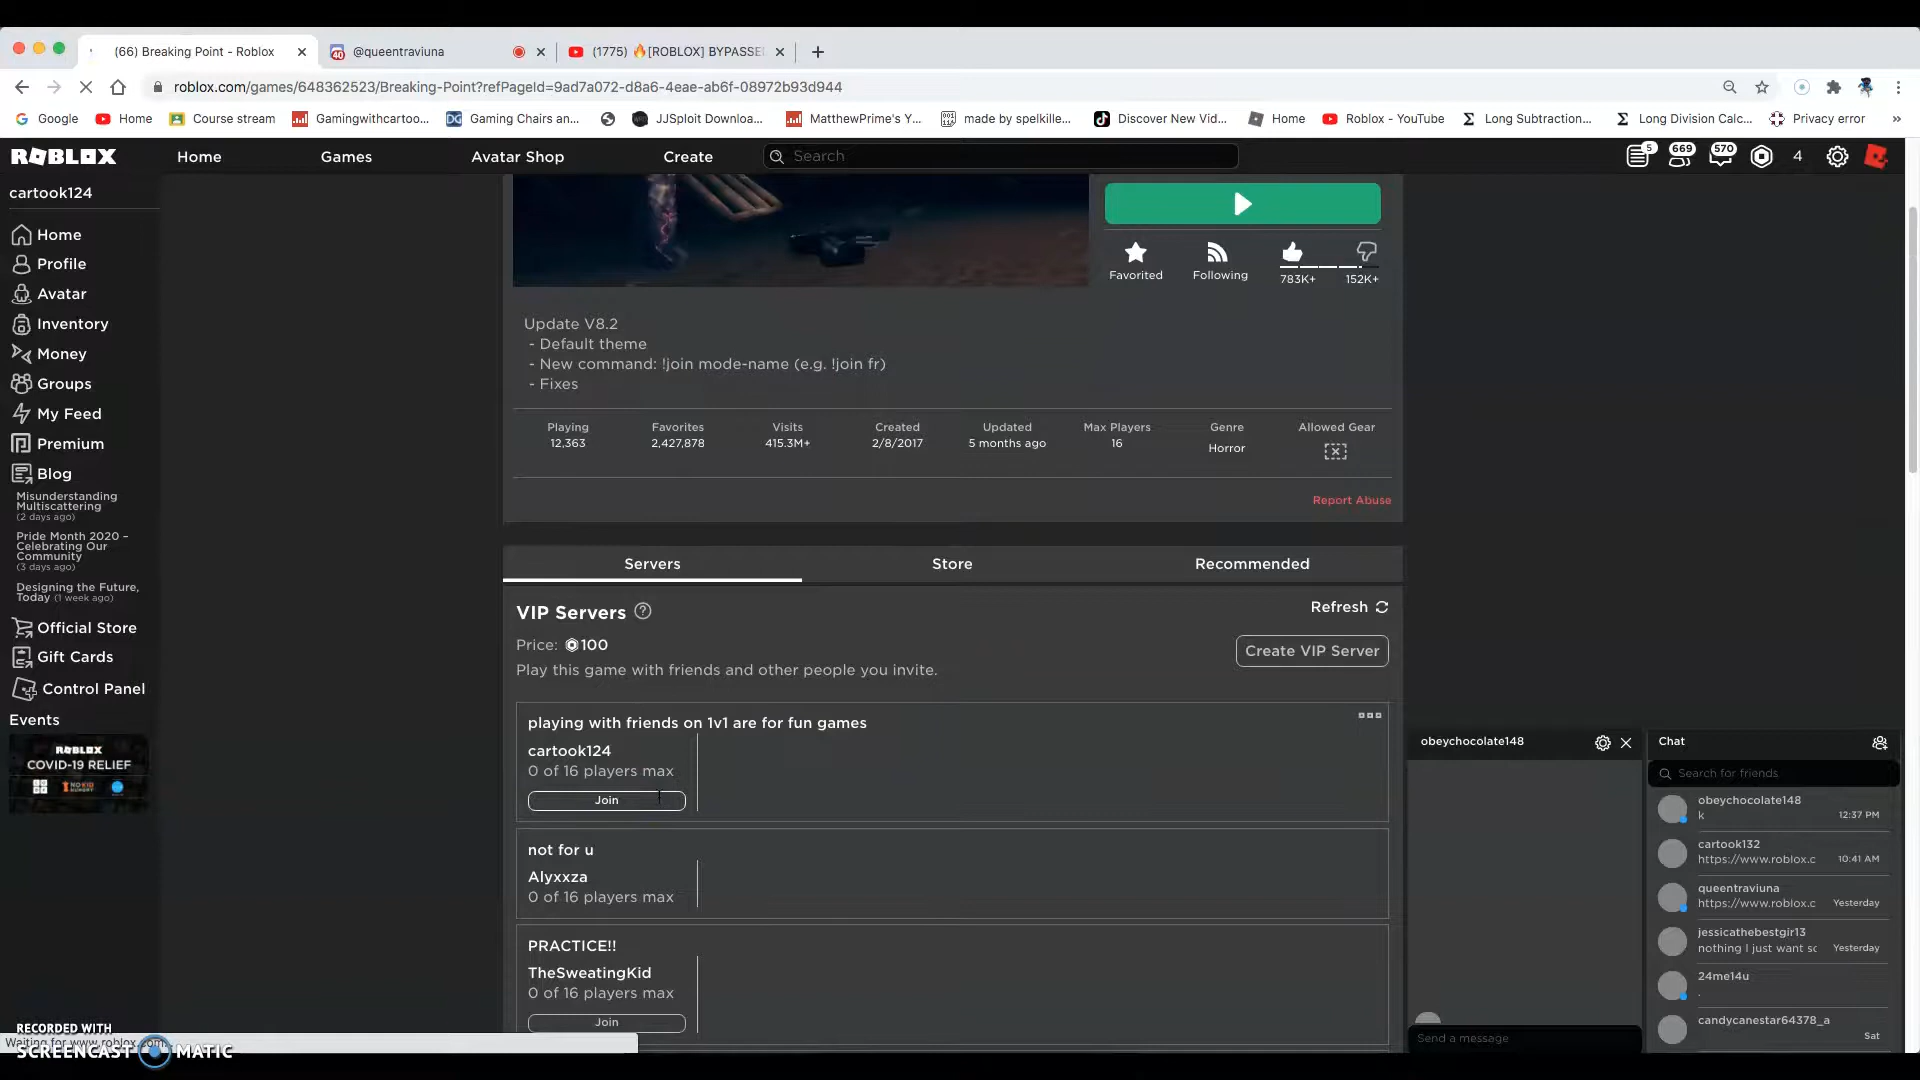 (66) Breaking Point - Roblox
40
@queentraviuna
(1775) 🔥[ROBLOX] BYPASSE
roblox.com/games/648362523/Breaking-Point?refPageId=9ad7a072-d8a6-4eae-ab6f-08972b93d944
Google
Home
Course stream
Gamingwithcartoo...
DG
Gaming Chairs an...
JJSploit Downloa...
MatthewPrime's Y...
made by spelkille...
Discover New Vid...
Home
Roblox - YouTube
Long Subtraction...
Long Division Calc...
Privacy error
»
ROBLOX
Home
Games
Avatar Shop
Create
Search
5
669
570
4
cartook124
Home
Profile
Avatar
Inventory
Money
Groups
My Feed
Premium
Blog
Misunderstanding
Multiscattering
(2 days ago)
Pride Month 2020 –
Celebrating Our
Community
(3 days ago)
Designing the Future,
Today (1 week ago)
Official Store
Gift Cards
Control Panel
Events
ROBLOX
COVID-19 RELIEF
Favorited
Following
783K+
152K+
Update V8.2
- Default theme
- New command: !join mode-name (e.g. !join fr)
- Fixes
Playing
12,363
Favorites
2,427,878
Visits
415.3M+
Created
2/8/2017
Updated
5 months ago
Max Players
16
Genre
Horror
Allowed Gear
Report Abuse
Servers
Store
Recommended
VIP Servers
Refresh
Price: 100
Play this game with friends and other people you invite.
Create VIP Server
playing with friends on 1v1 are for fun games
cartook124
0 of 16 players max
Join
not for u
Alyxxza
0 of 16 players max
PRACTICE!!
TheSweatingKid
0 of 16 players max
Join
obeychocolate148
Send a message
Chat
Search for friends
obeychocolate148
k
12:37 PM
cartook132
https://www.roblox.c
10:41 AM
queentraviuna
https://www.roblox.c
Yesterday
jessicathebestgir13
nothing I just want sc
Yesterday
24me14u
.
candycanestar64378_a
Sat
RECORDED WITH
Waiting for www.roblox.com...
SCREENCAST MATIC